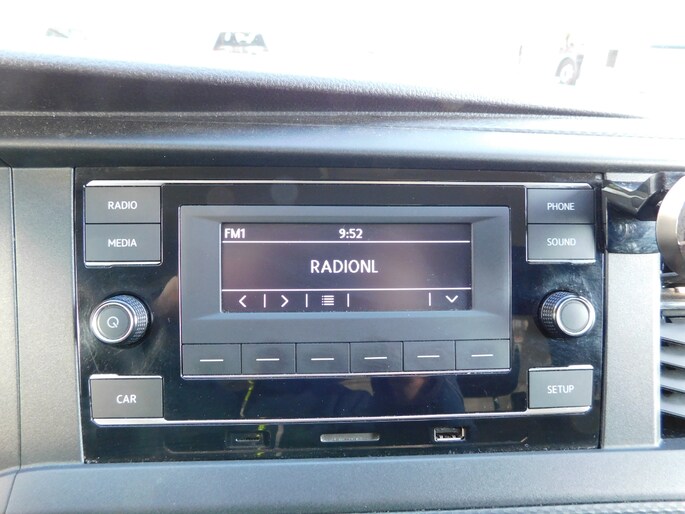 RADIO
MEDIA
FM1 9:52
RADIONL
PHONE
SOUND
CAR
SETUP